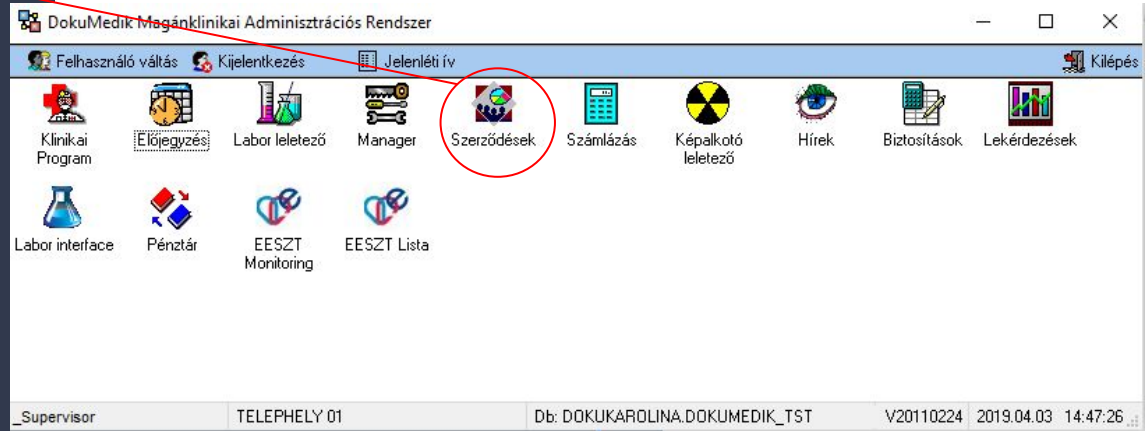 DokuMedik Magánklinikai Adminisztrációs Rendszer
Felhasználó váltás Kijelentkezés Jelenléti ív Kilépés
Klinikai Program Előjegyzés Labor leletező Manager Szerződések Számlázás Képalkotó leletező Hírek Biztosítások Lekérdezések
Labor interface Pénztár EESZT Monitoring EESZT Lista
_Supervisor TELEPHELY 01 Db: DOKUKAROLINA.DOKUMEDIK_TST V20110224 2019.04.03 14:47:26